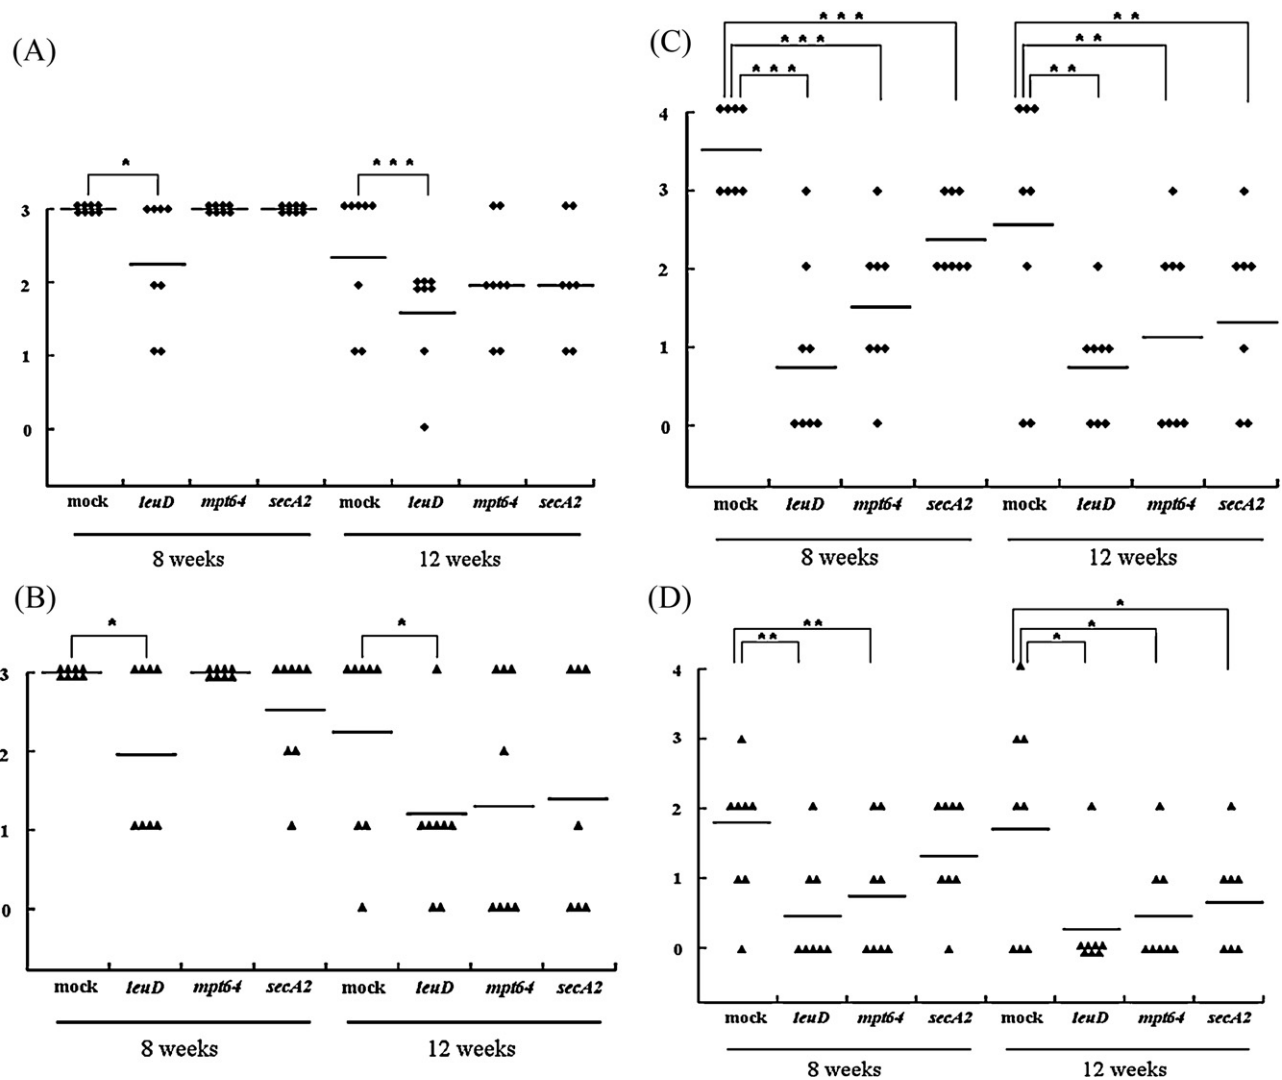 (A)
*
* * *
3
2
1
0
mock leuD mpt64 secA2 mock leuD mpt64 secA2
8 weeks 12 weeks
(B)
*
*
3
2
1
0
mock leuD mpt64 secA2 mock leuD mpt64 secA2
8 weeks 12 weeks
(C)
* * * * *
* * * * *
* * * * *
4
3
2
1
0
mock leuD mpt64 secA2 mock leuD mpt64 secA2
8 weeks 12 weeks
(D)
*
* * *
* * *
4
3
2
1
0
mock leuD mpt64 secA2 mock leuD mpt64 secA2
8 weeks 12 weeks